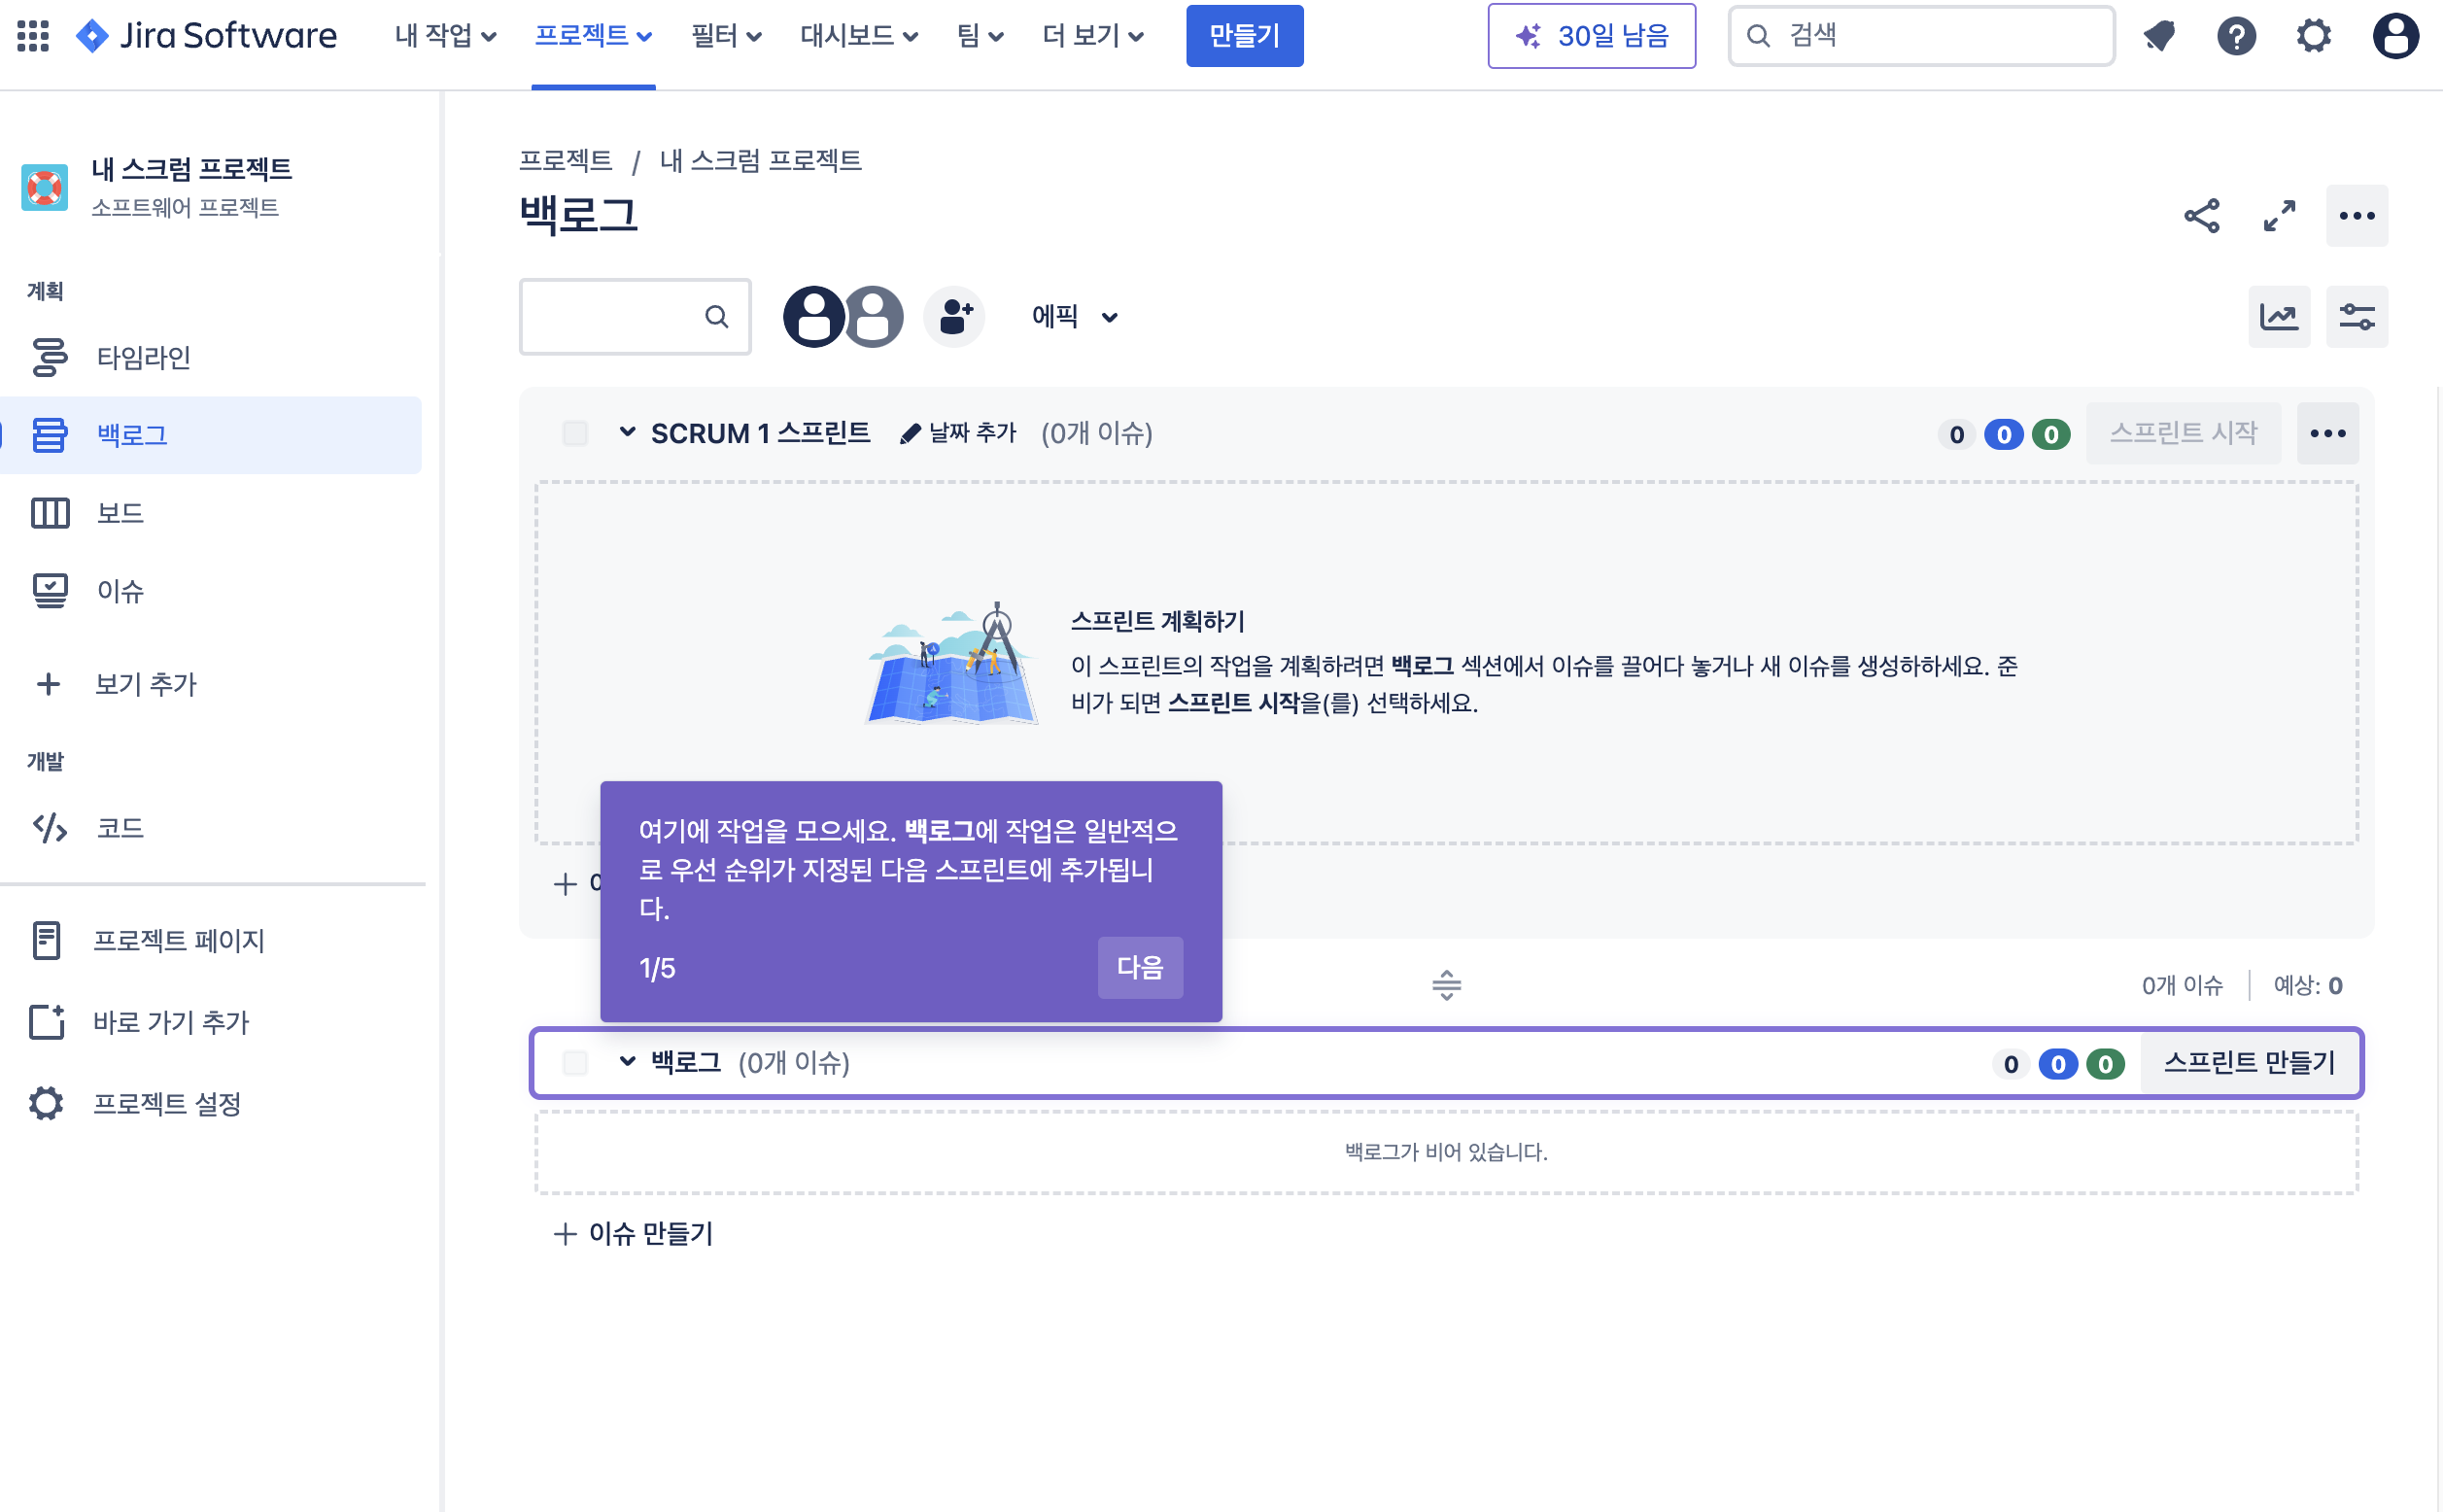 Jira Software
내 작업
프로젝트
필터
대시보드
팀
더 보기
만들기
30일 남음
검색
내 스크럼 프로젝트
소프트웨어 프로젝트
계획
타임라인
백로그
보드
이슈
보기 추가
개발
코드
프로젝트 페이지
바로 가기 추가
프로젝트 설정
프로젝트 / 내 스크럼 프로젝트
백로그
에픽
SCRUM 1 스프린트 날짜 추가 (0개 이슈)
0 0 0 스프린트 시작
스프린트 계획하기
이 스프린트의 작업을 계획하려면 백로그 섹션에서 이슈를 끌어다 놓거나 새 이슈를 생성하하세요. 준
비가 되면 스프린트 시작을(를) 선택하세요.
여기에 작업을 모으세요. 백로그에 작업은 일반적으
로 우선 순위가 지정된 다음 스프린트에 추가됩니
다.
1/5
다음
0개 이슈
예상: 0
백로그 (0개 이슈)
0 0 0 스프린트 만들기
백로그가 비어 있습니다.
이슈 만들기